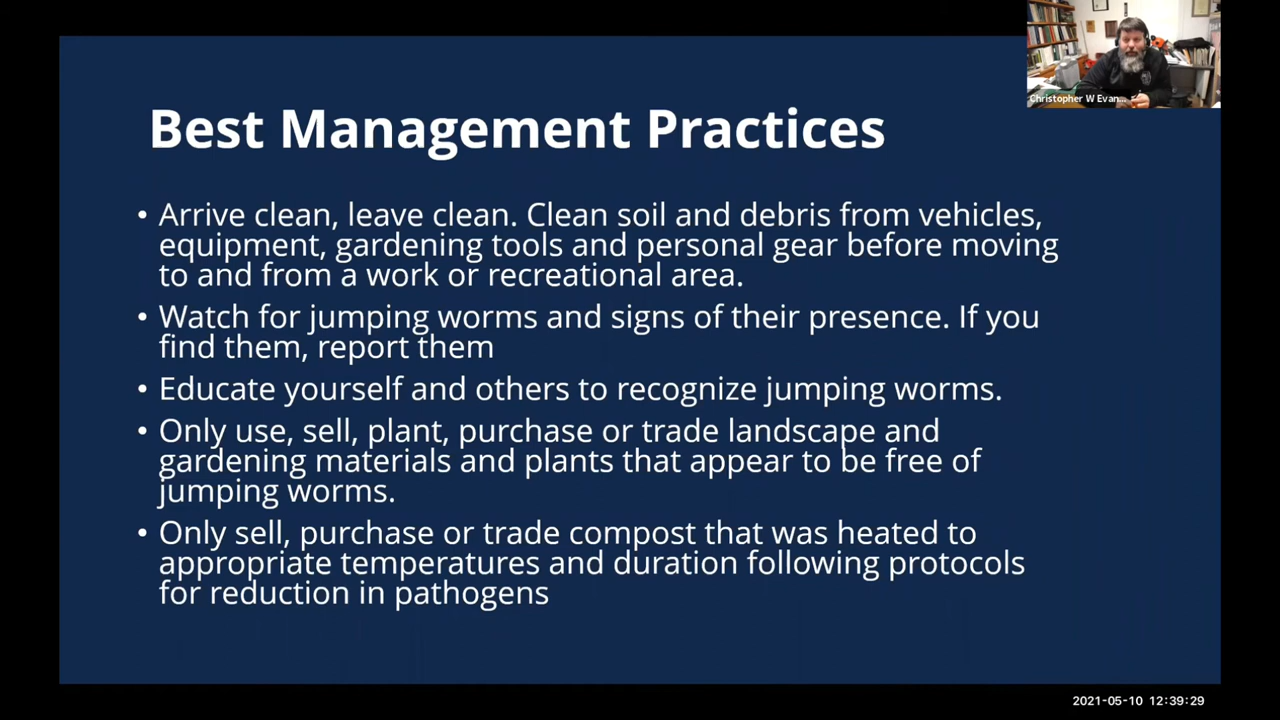 Christopher W Evan...
Best Management Practices
• Arrive clean, leave clean. Clean soil and debris from vehicles,
equipment, gardening tools and personal gear before moving
to and from a work or recreational area.
• Watch for jumping worms and signs of their presence. If you
find them, report them
• Educate yourself and others to recognize jumping worms.
• Only use, sell, plant, purchase or trade landscape and
gardening materials and plants that appear to be free of
jumping worms.
• Only sell, purchase or trade compost that was heated to
appropriate temperatures and duration following protocols
for reduction in pathogens
2021-05-10 12:39:29